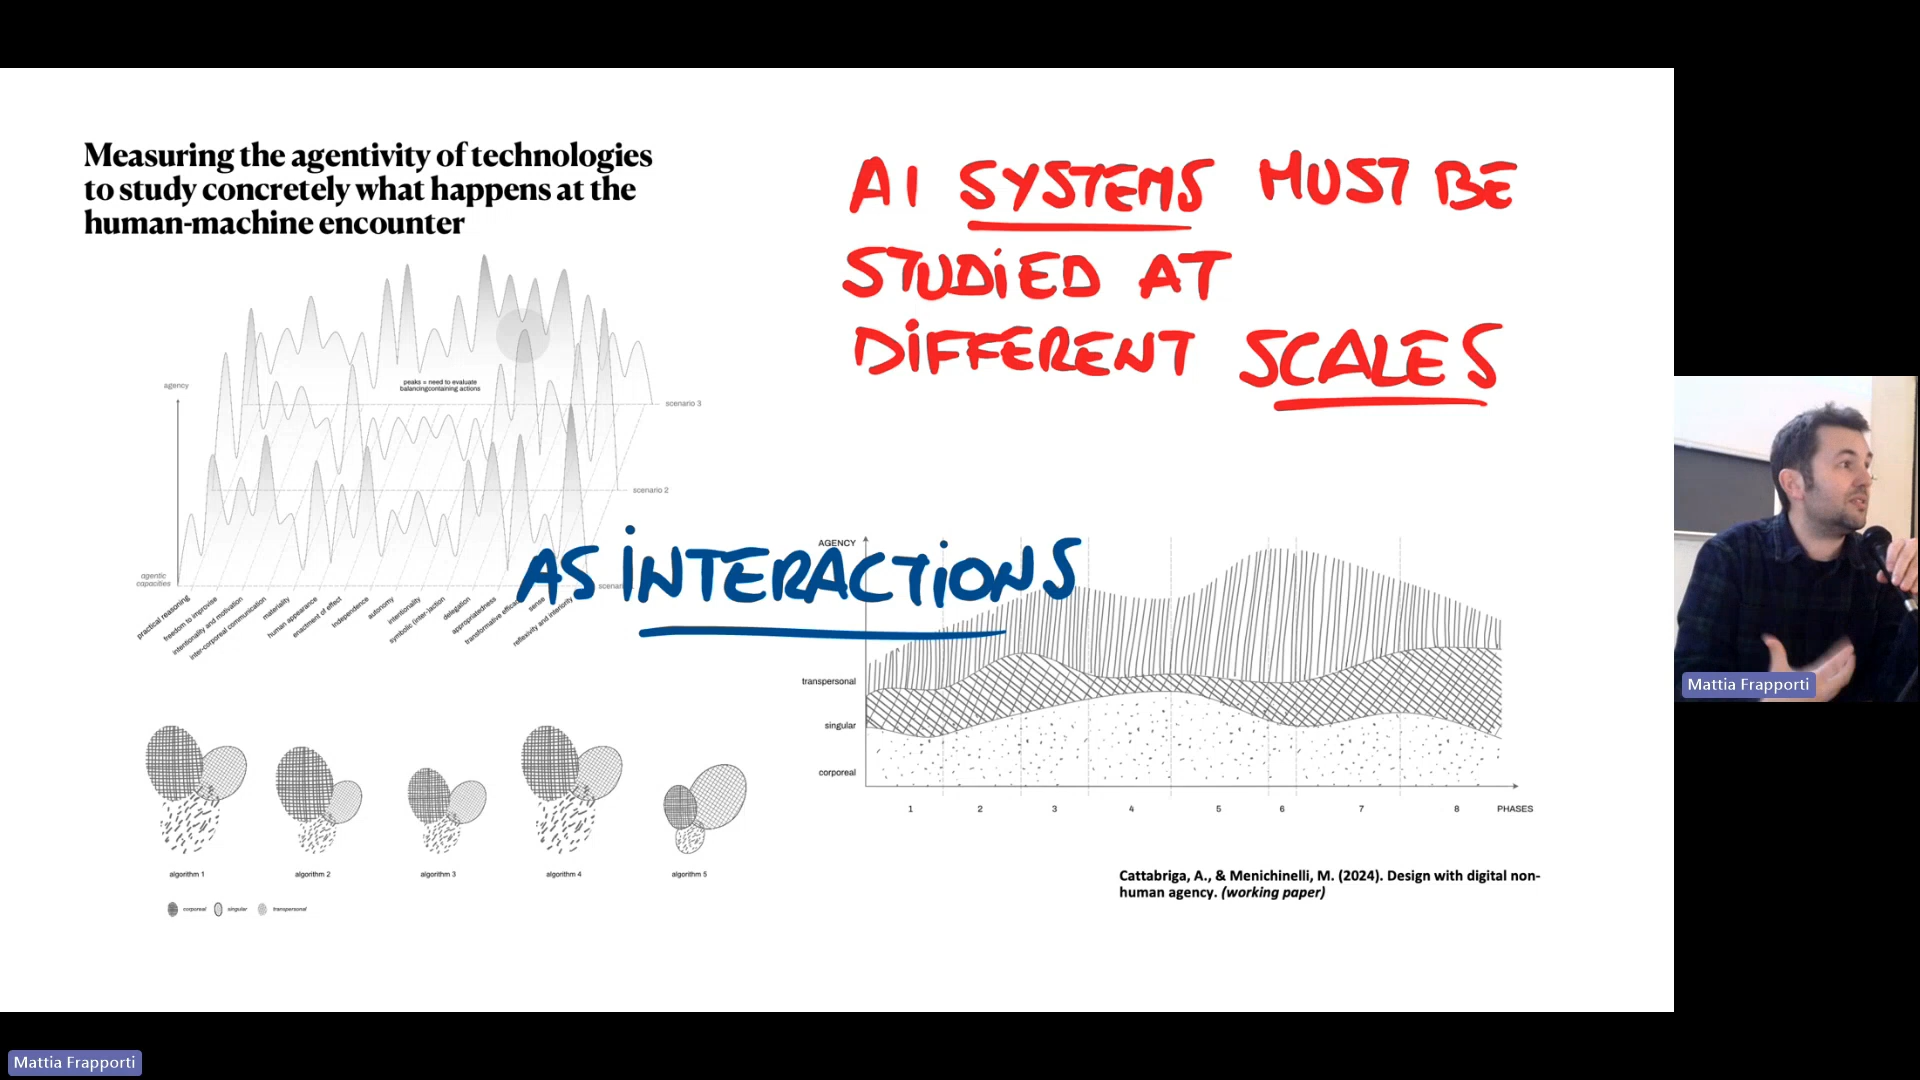 Measuring the agentivity of technologies
to study concretely what happens at the
human-machine encounter
AI SYSTEMS MUST BE
STUDIED AT
DIFFERENT SCALES
AS INTERACTIONS
agency
peaks = need to evaluate
balancing\containing actions
scenario 3
scenario 2
agentic
capacities
practical reasoning
freedom to improvise
intentionality and motivation
inter-corporeal communication
materiality
human appearance
enactment of effect
Independence
autonomy
intentionality
symbolic (inter-)action
delegation
appropriatedness
sense
reflexivity and interiority
algorithm 1
algorithm 2
algorithm 3
algorithm 4
algorithm 5
corporeal
singular
transpersonal
AGENCY
transpersonal
singular
corporeal
1
2
3
4
5
6
7
8
PHASES
Cattabriga, A., & Menichinelli, M. (2024). Design with digital non-
human agency. (working paper)
Mattia Frapporti
Mattia Frapporti